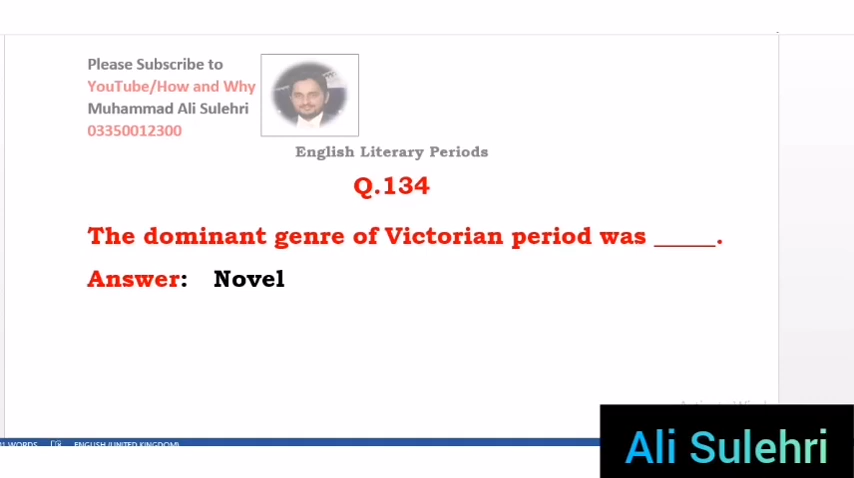 Please Subscribe to
YouTube/How and Why
Muhammad Ali Sulehri
03350012300
English Literary Periods
Q.134
The dominant genre of Victorian period was _____.
Answer: Novel
WORDS ENGLISH (UNITED KINGDOM)
Ali Sulehri